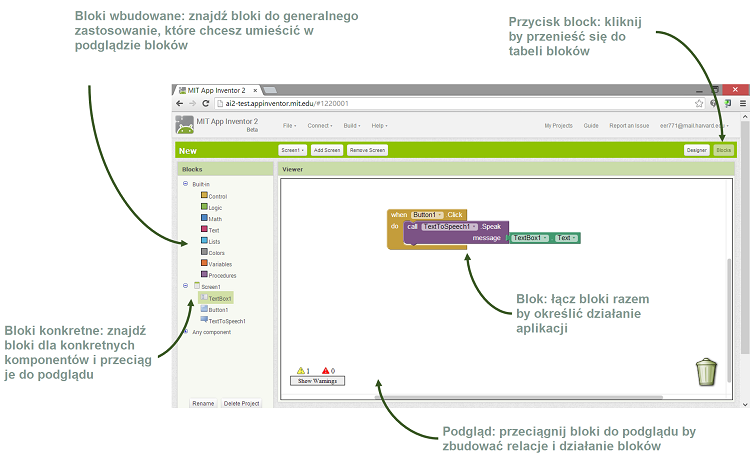 Bloki wbudowane: znajdź bloki do generalnego
zastosowanie, które chcesz umieścić w
podglądzie bloków
Przycisk block: kliknij
by przenieść się do
tabeli bloków
MIT App Inventor 2
ai2-test.appinventor.mit.edu/#1220001
MIT App Inventor 2
Beta
File
Connect
Build
Help
My Projects
Guide
Report an Issue
eer771@mail.harvard.edu
New
Screen1
Add Screen
Remove Screen
Designer
Blocks
Blocks
Viewer
Built-in
Control
Logic
Math
Text
Lists
Colors
Variables
Procedures
Screen1
TextBox1
Button1
TextToSpeech1
Any component
when Button1 .Click
do call TextToSpeech1 .Speak
message TextBox1 . Text
Blok: łącz bloki razem
by określić działanie
aplikacji
Bloki konkretne: znajdź
bloki dla konkretnych
komponentów i przeciąg
je do podglądu
1 0
Show Warnings
Rename
Delete Project
Podgląd: przeciągnij bloki do podglądu by
zbudować relacje i działanie bloków